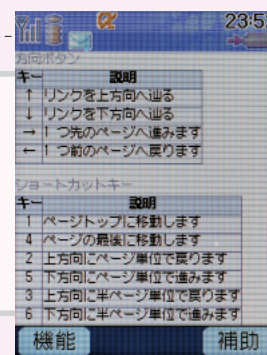 23:5
方向ボタン
キー 説明
↑ リンクを上方向へ辿る
↓ リンクを下方向へ辿る
→ 1つ先のページへ進みます
← 1つ前のページへ戻ります
ショートカットキー
キー 説明
1 ページトップに移動します
4 ページの最後に移動します
2 上方向にページ単位で戻ります
5 下方向にページ単位で進みます
3 上方向に半ページ単位で戻ります
6 下方向に半ページ単位で進みます
機能 補助